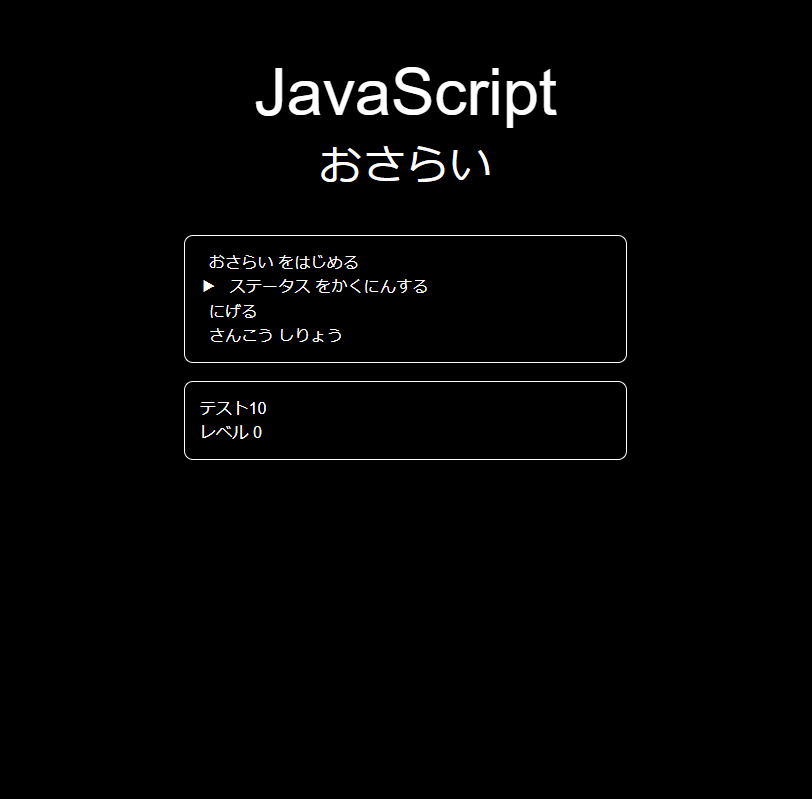 JavaScript
おさらい
おさらい をはじめる
▶ ステータス をかくにんする
にげる
さんこう しりょう
テスト10
レベル 0